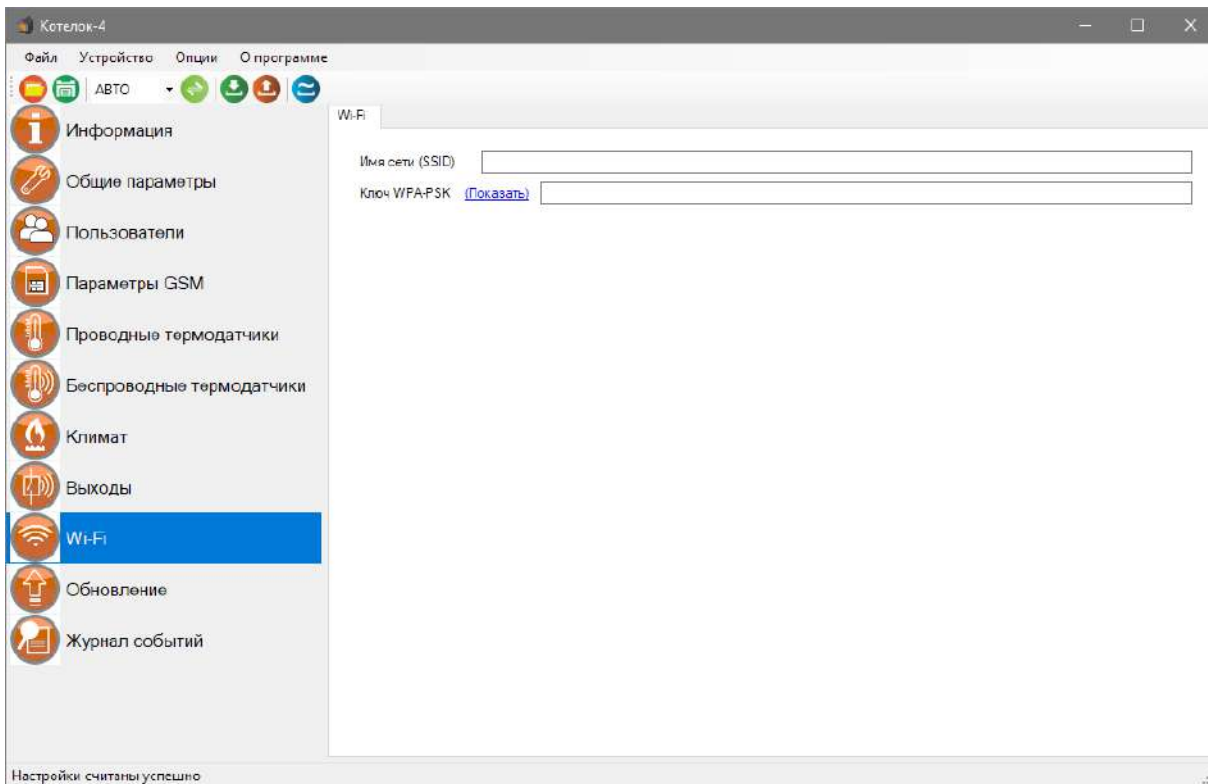 Котелок-4
Файл Устройство Опции О программе
АВТО
Информация
Общие параметры
Пользователи
Параметры GSM
Проводные термодатчики
Беспроводные термодатчики
Климат
Выходы
Wi-Fi
Обновление
Журнал событий
Wi-Fi
Имя сети (SSID)
Ключ WPA-PSK (Показать)
Настройки считаны успешно